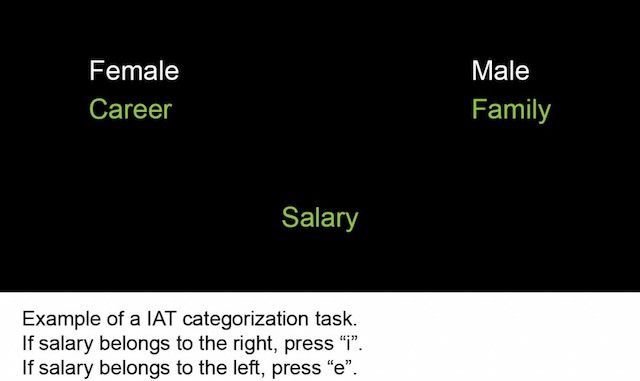 Female Male
Career Family
Salary
Example of a IAT categorization task.
If salary belongs to the right, press “i”.
If salary belongs to the left, press “e”.